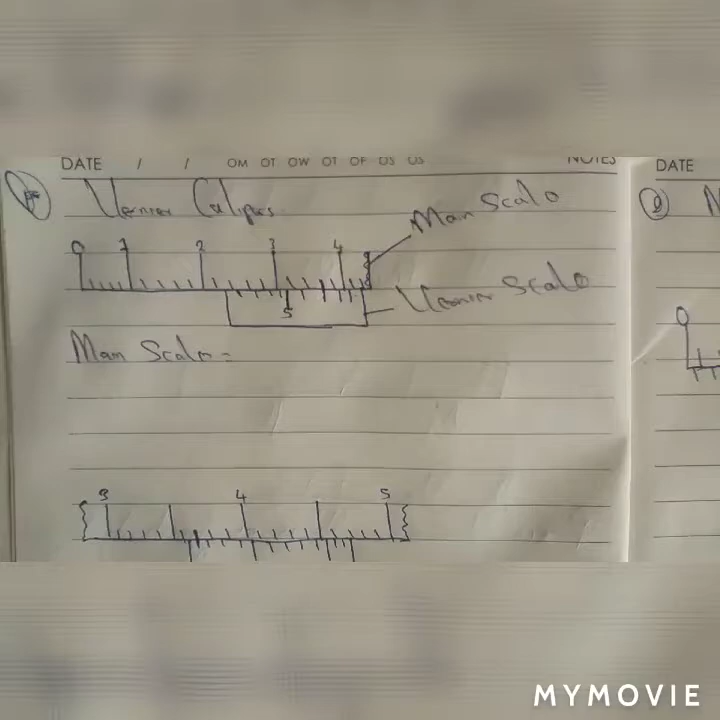 DATE / / OM OT OW OT OF OS OS NOTES
Vernier Calipers
0 1 2 3 4
Main Scale
5
Vernier Scale
Main Scale =
3 4 5
DATE
0
MYMOVIE